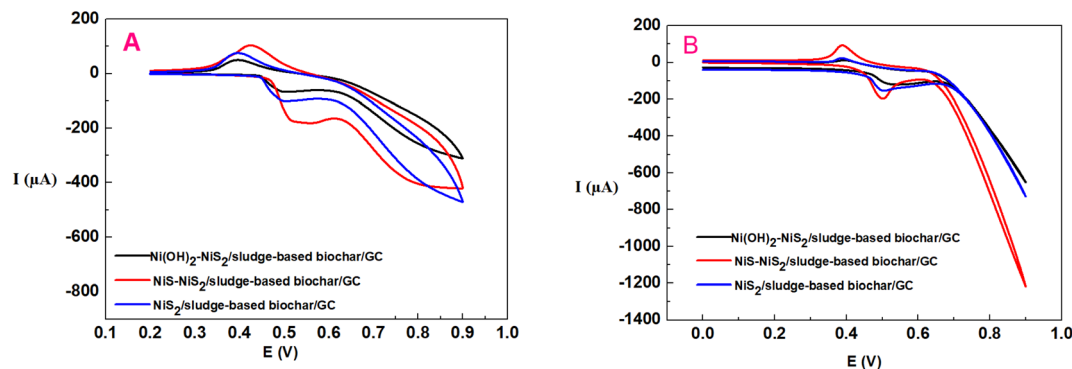 A
200
0
-200
-400
-600
-800
I (µA)
Ni(OH)2-NiS2/sludge-based biochar/GC
NiS-NiS2/sludge-based biochar/GC
NiS2/sludge-based biochar/GC
0.1 0.2 0.3 0.4 0.5 0.6 0.7 0.8 0.9 1.0
E (V)
B
200
0
-200
-400
-600
-800
-1000
-1200
-1400
I (µA)
Ni(OH)2-NiS2/sludge-based biochar/GC
NiS-NiS2/sludge-based biochar/GC
NiS2/sludge-based biochar/GC
0.0 0.2 0.4 0.6 0.8 1.0
E (V)